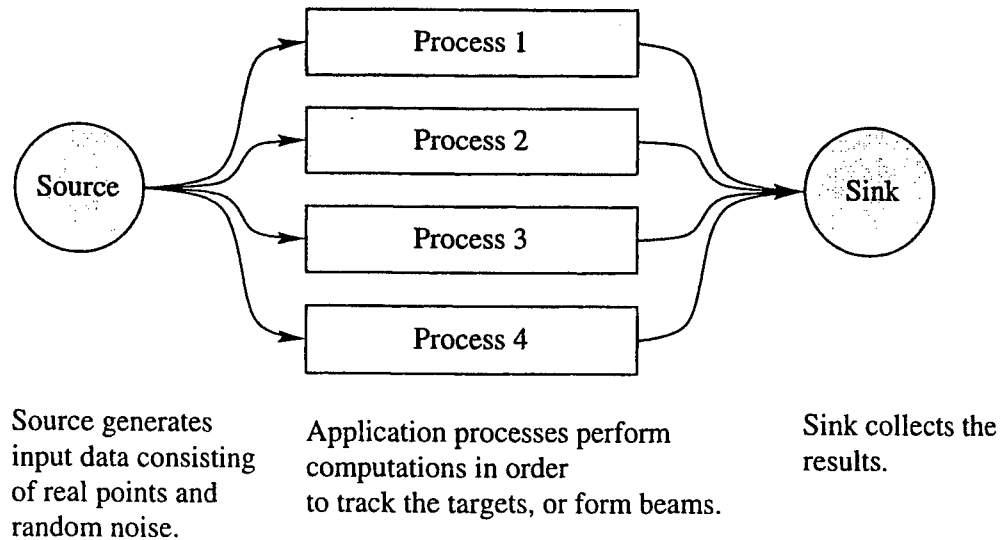 Process 1
Process 2
Source
Sink
Process 3
Process 4
Source generates
input data consisting
of real points and
random noise.
Application processes perform
computations in order
to track the targets, or form beams.
Sink collects the
results.